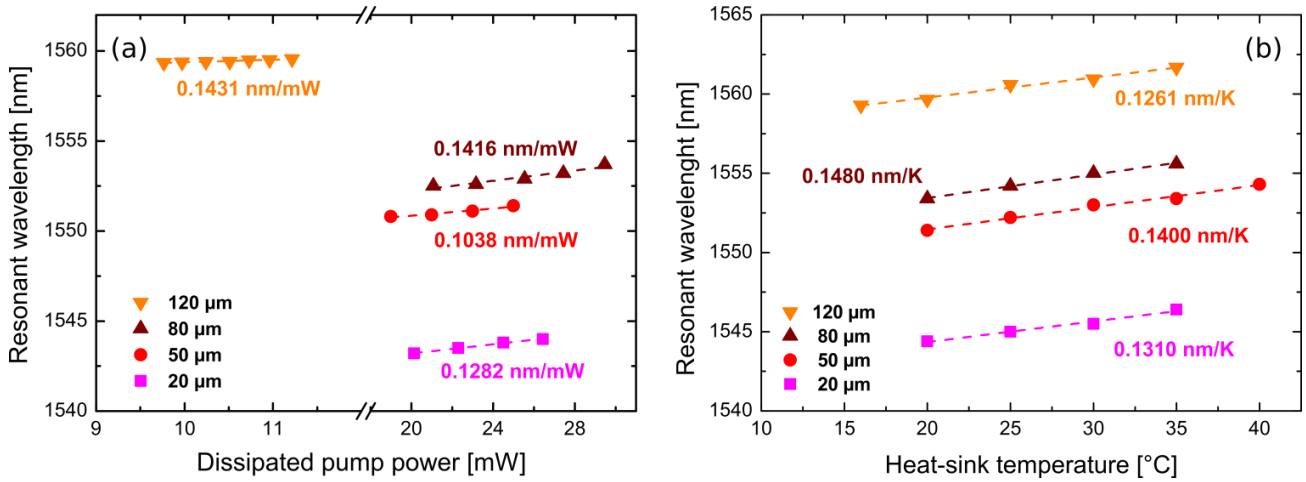 (a)
Resonant wavelength [nm]
1560
1555
1550
1545
1540
0.1431 nm/mW
0.1416 nm/mW
0.1038 nm/mW
0.1282 nm/mW
120 µm
80 µm
50 µm
20 µm
9 10 11 20 24 28
Dissipated pump power [mW]
(b)
Resonant wavelenght [nm]
1565
1560
1555
1550
1545
1540
0.1261 nm/K
0.1480 nm/K
0.1400 nm/K
0.1310 nm/K
120 µm
80 µm
50 µm
20 µm
10 15 20 25 30 35 40
Heat-sink temperature [°C]